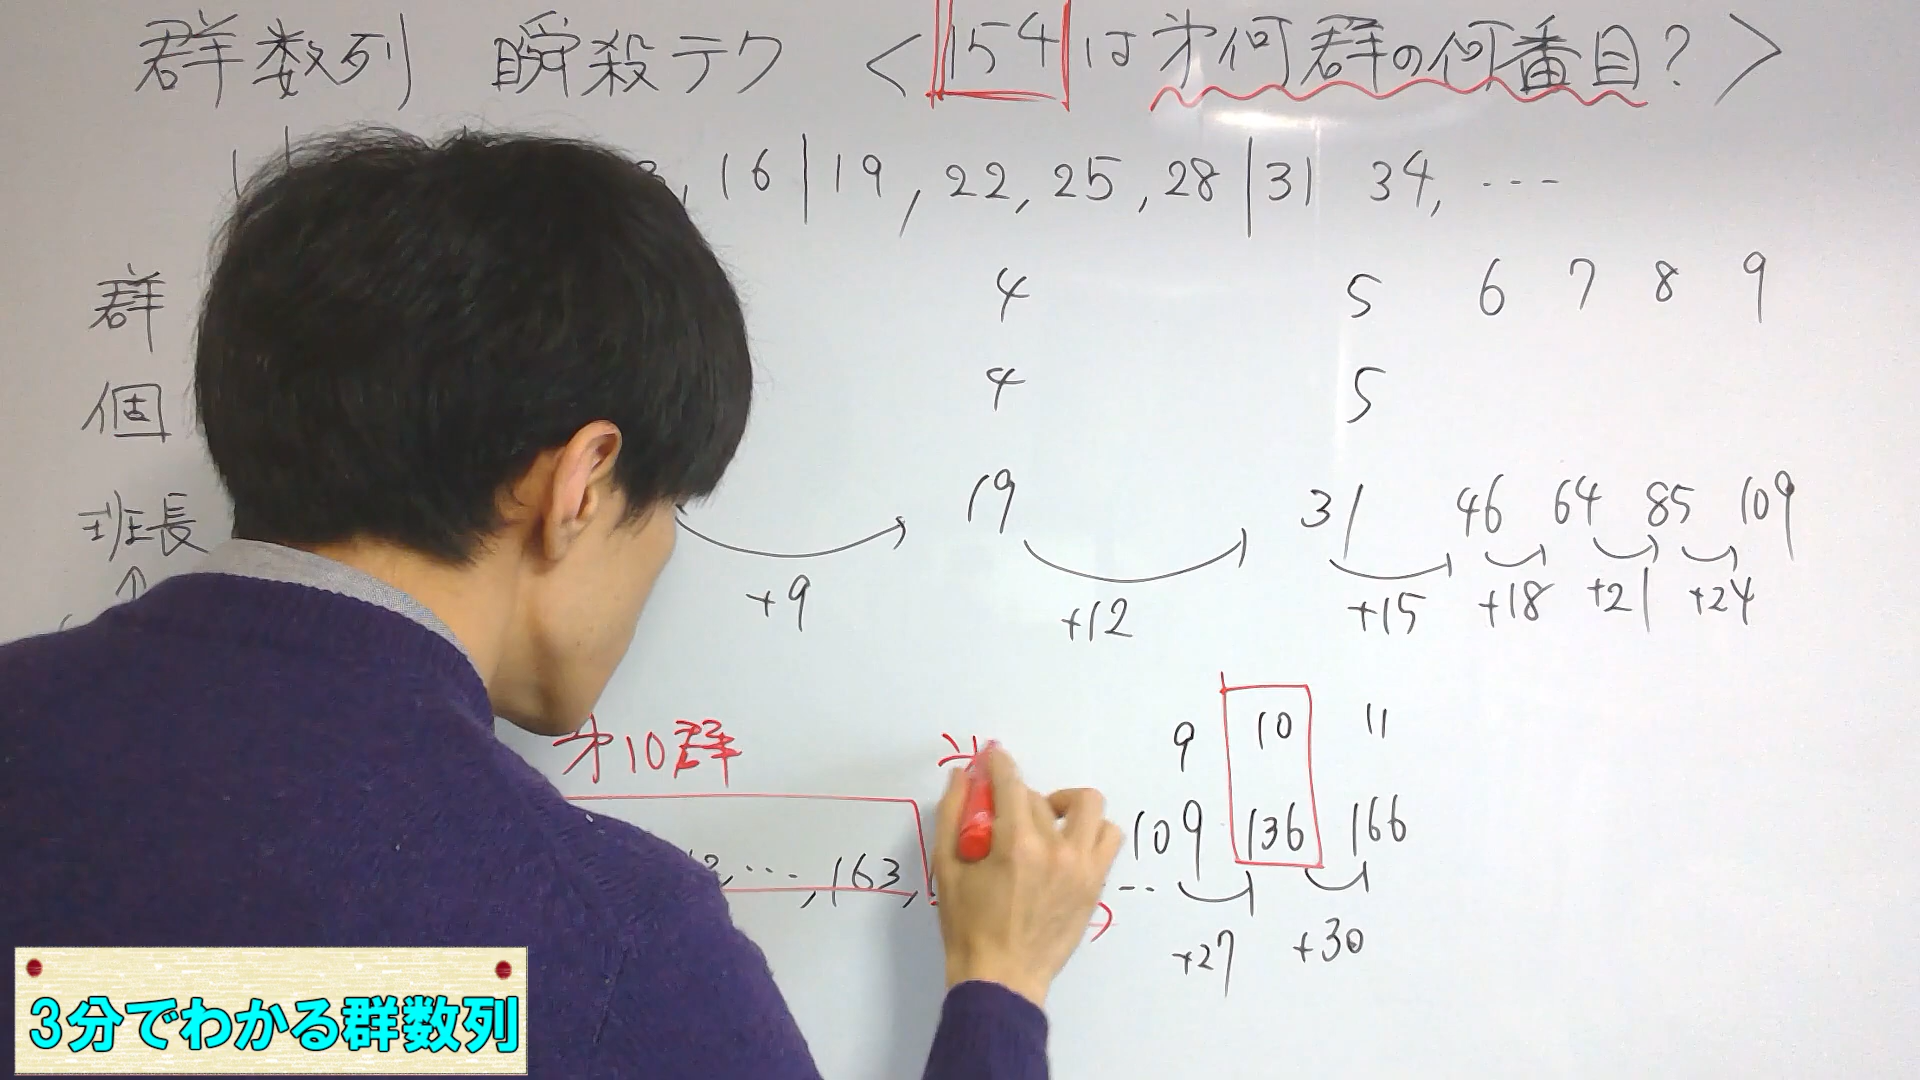 群数列 瞬殺テク <154は才何群の何番目?>
16|19, 22, 25, 28|31 34, ...
群 4 5 6 7 8 9
個 4 5
班長 19 31 46 64 85 109
↑ +9 +12 +15 +18 +21 +24
才10群 9 10 11
…, 163, … 109 136 166
+27 +30
3分でわかる群数列